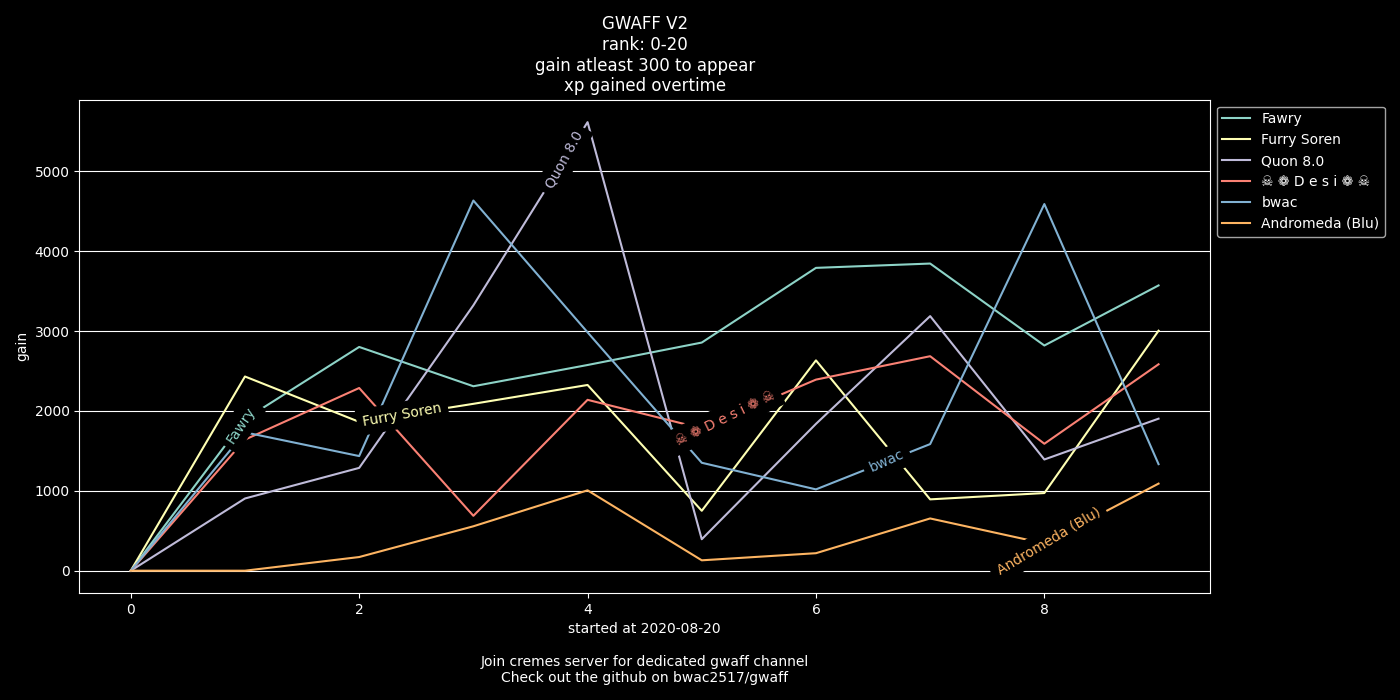 GWAFF V2
rank: 0-20
gain atleast 300 to appear
xp gained overtime
Fawry
Furry Soren
Quon 8.0
☠ ❁ D e s i ❁ ☠
bwac
Andromeda (Blu)
gain
5000
4000
3000
2000
1000
0
Fawry
Furry Soren
Quon 8.0
☠ ❁ D e s i ❁ ☠
bwac
Andromeda (Blu)
0
2
4
6
8
started at 2020-08-20
Join cremes server for dedicated gwaff channel
Check out the github on bwac2517/gwaff